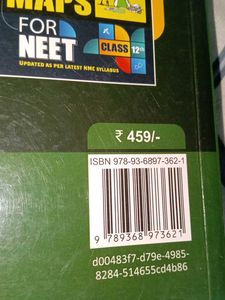 MAPS
FOR
NEET
CLASS 12th
UPDATED AS PER LATEST NMC SYLLABUS
₹ 459/-
ISBN 978-93-6897-362-1
9 789368 973621
d00483f7-d79e-4985-
8284-514655cd4b86